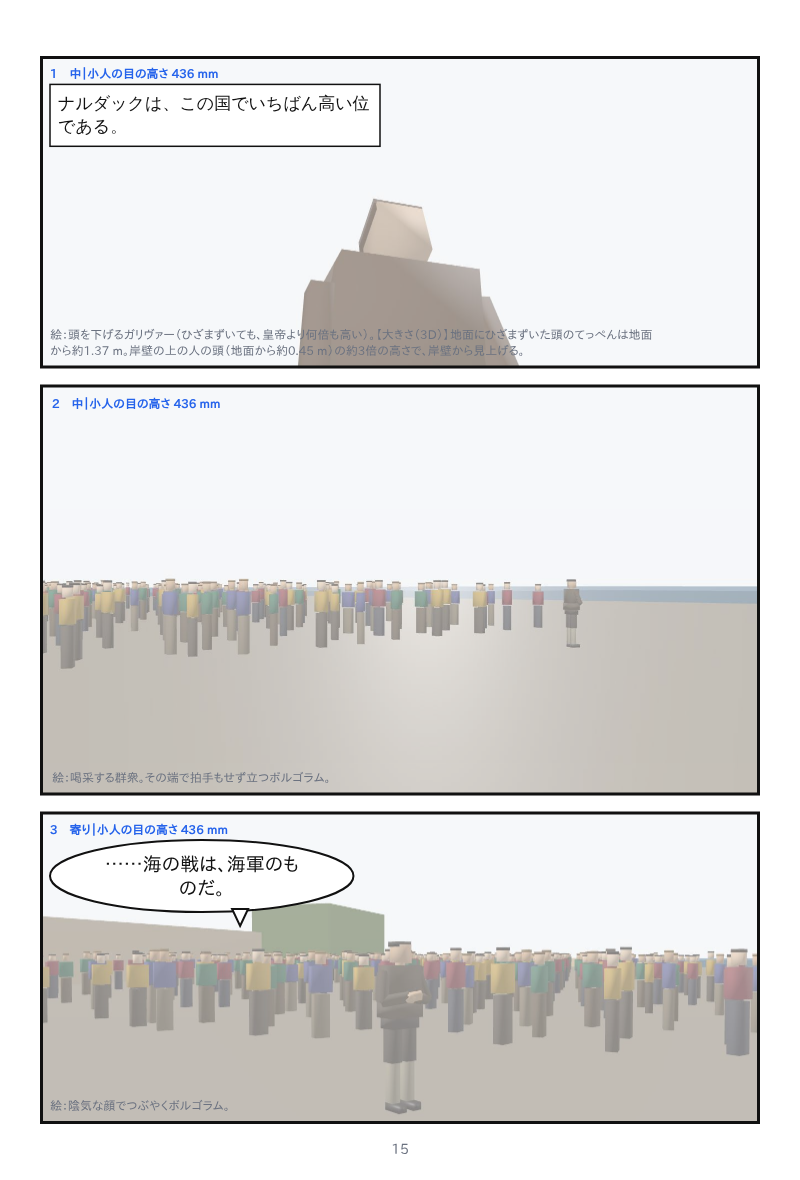 1 中|小人の目の高さ 436 mm
ナルダックは、この国でいちばん高い位
である。
絵:頭を下げるガリヴァー(ひざまずいても、皇帝より何倍も高い)。【大きさ(3D)】地面にひざまずいた頭のてっぺんは地面
から約1.37 m。岸壁の上の人の頭(地面から約0.45 m)の約3倍の高さで、岸壁から見上げる。
2 中|小人の目の高さ 436 mm
絵:喝采する群衆。その端で拍手もせず立つボルゴラム。
3 寄り|小人の目の高さ 436 mm
……海の戦は、海軍のも
のだ。
絵:陰気な顔でつぶやくボルゴラム。
15